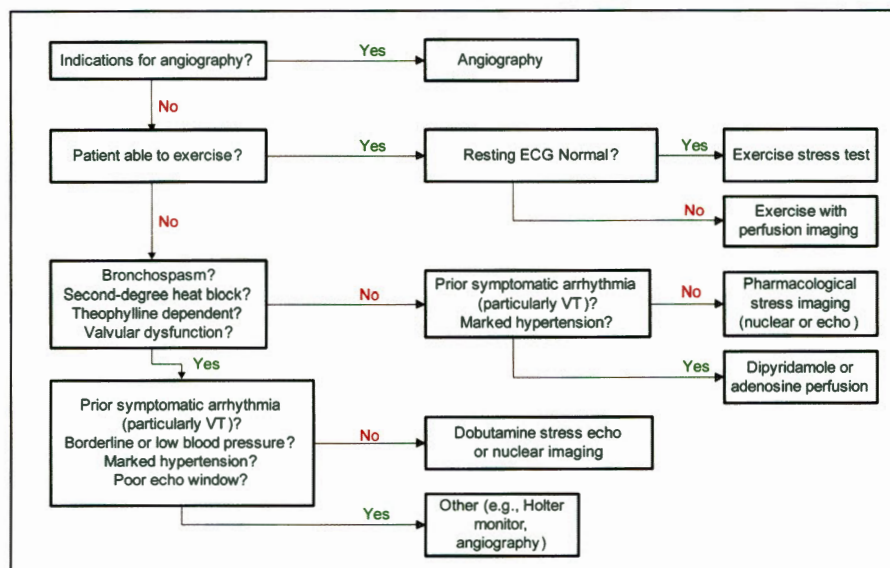 Indications for angiography?
Yes
Angiography
No
Patient able to exercise?
Yes
Resting ECG Normal?
Yes
Exercise stress test
No
Exercise with
perfusion imaging
No
Bronchospasm?
Second-degree heat block?
Theophylline dependent?
Valvular dysfunction?
No
Prior symptomatic arrhythmia
(particularly VT)?
Marked hypertension?
No
Pharmacological
stress imaging
(nuclear or echo)
Yes
Dipyridamole or
adenosine perfusion
Yes
Prior symptomatic arrhythmia
(particularly VT)?
Borderline or low blood pressure?
Marked hypertension?
Poor echo window?
No
Dobutamine stress echo
or nuclear imaging
Yes
Other (e.g., Holter
monitor,
angiography)